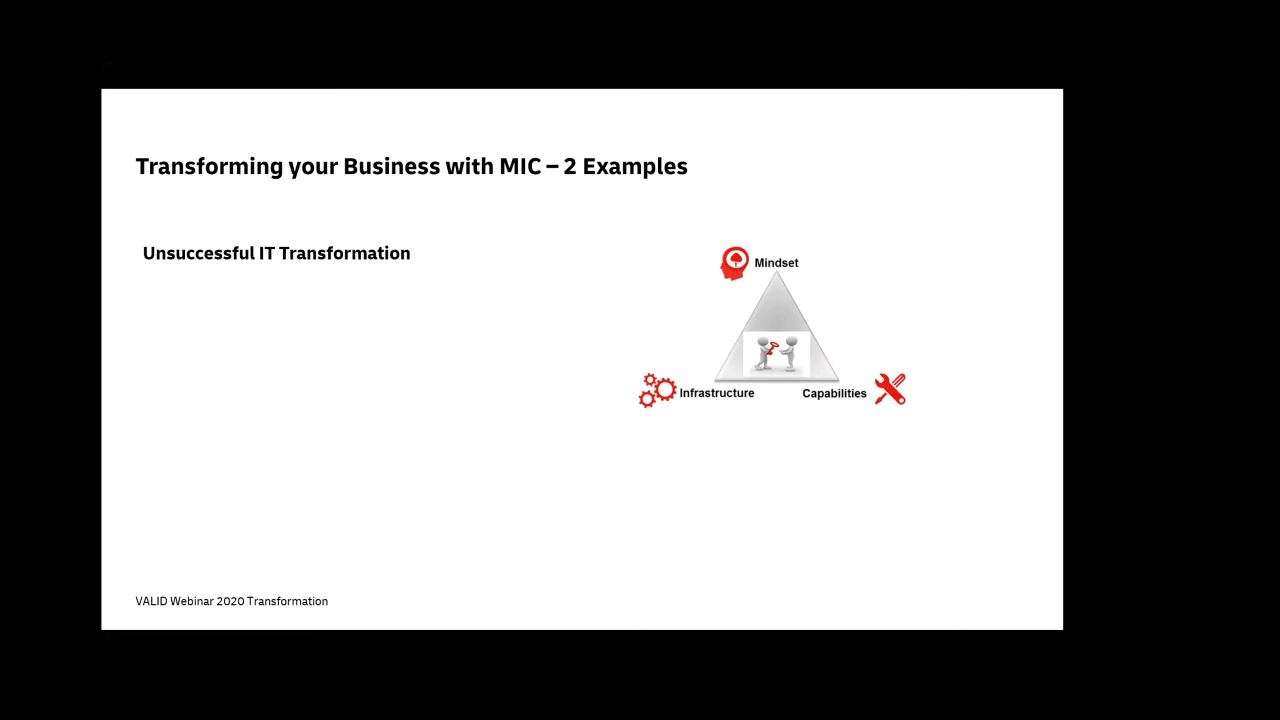 Transforming your Business with MIC – 2 Examples
Unsuccessful IT Transformation
Mindset
Infrastructure
Capabilities
VALID Webinar 2020 Transformation